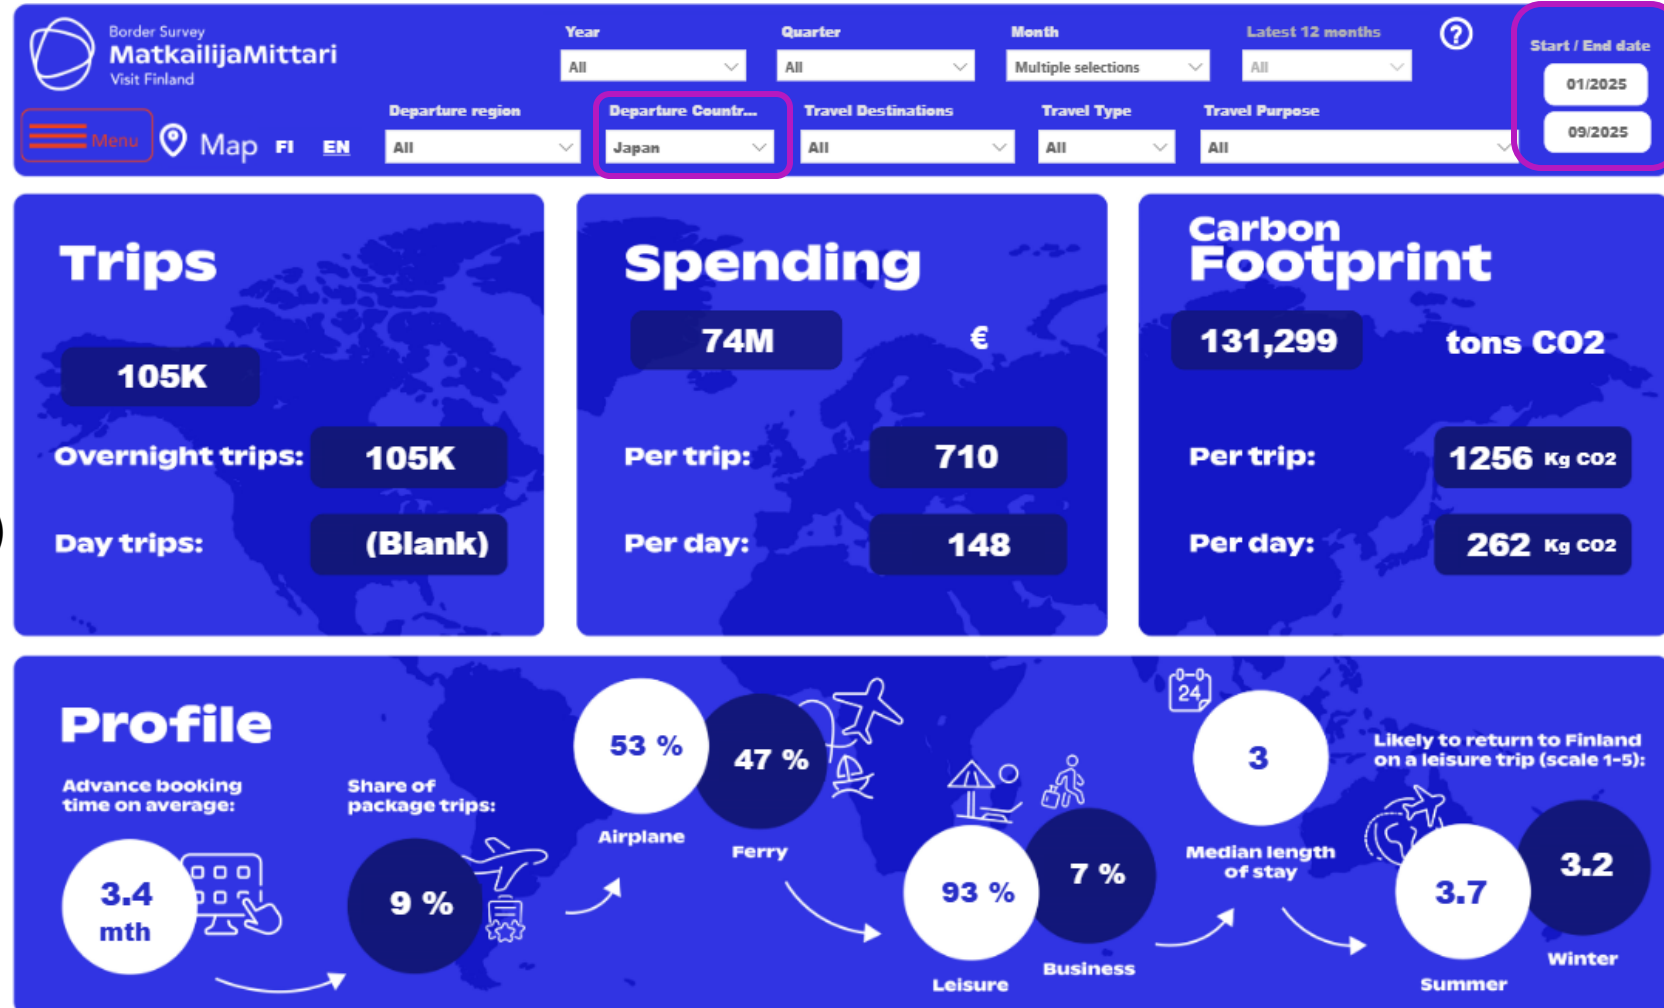 Border Survey
MatkailijaMittari
Visit Finland
Year
All
Quarter
All
Month
Multiple selections
Latest 12 months
All
?
Start / End date
01/2025
09/2025
Menu
Map
FI
EN
Departure region
All
Departure Countr...
Japan
Travel Destinations
All
Travel Type
All
Travel Purpose
All
Trips
105K
Overnight trips: 105K
Day trips: (Blank)
Spending
74M €
Per trip: 710
Per day: 148
Carbon
Footprint
131,299 tons CO2
Per trip: 1256 Kg CO2
Per day: 262 Kg CO2
)
Profile
Advance booking
time on average:
3.4
mth
Share of
package trips:
9 %
53 %
Airplane
47 %
Ferry
93 %
Leisure
7 %
Business
24
3
Median length
of stay
Likely to return to Finland
on a leisure trip (scale 1-5):
3.7
Summer
3.2
Winter